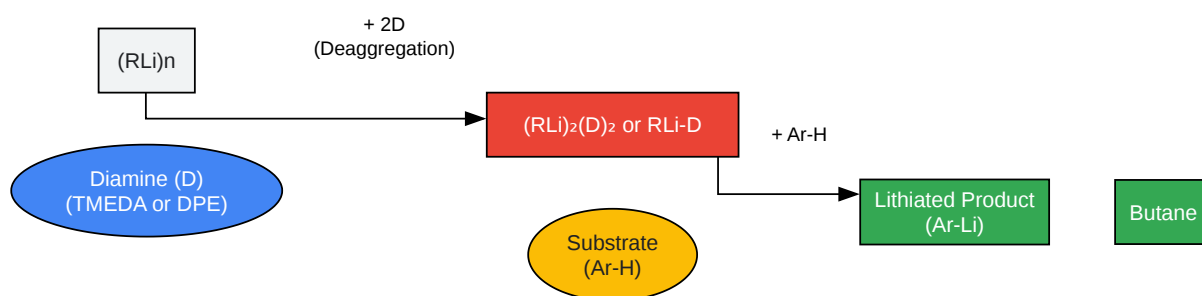 + 2D
(Deaggregation)
(RLi)n
(RLi)₂(D)₂ or RLi-D
+ Ar-H
Diamine (D)
(TMEDA or DPE)
Lithiated Product
(Ar-Li)
Butane
Substrate
(Ar-H)